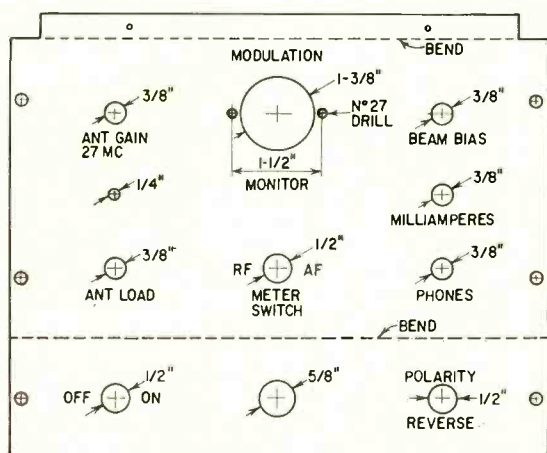 BEND
MODULATION
1-3/8"
3/8"
N° 27
DRILL
3/8"
ANT GAIN
27 MC
BEAM BIAS
1-1/2"
MONITOR
1/4"
3/8"
MILLIAMPERES
3/8"
1/2"
3/8"
RF
AF
ANT LOAD
METER
SWITCH
PHONES
BEND
1/2"
5/8"
POLARITY
OFF
ON
1/2"
REVERSE